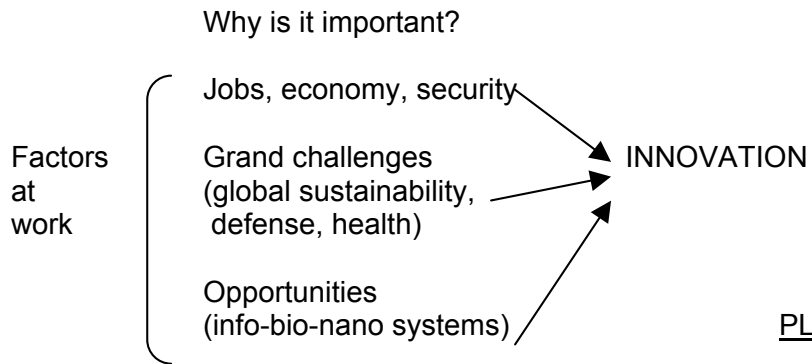 Why is it important?
Jobs, economy, security
Factors
at
work
Grand challenges
(global sustainability,
defense, health)
INNOVATION
Opportunities
(info-bio-nano systems)
PL